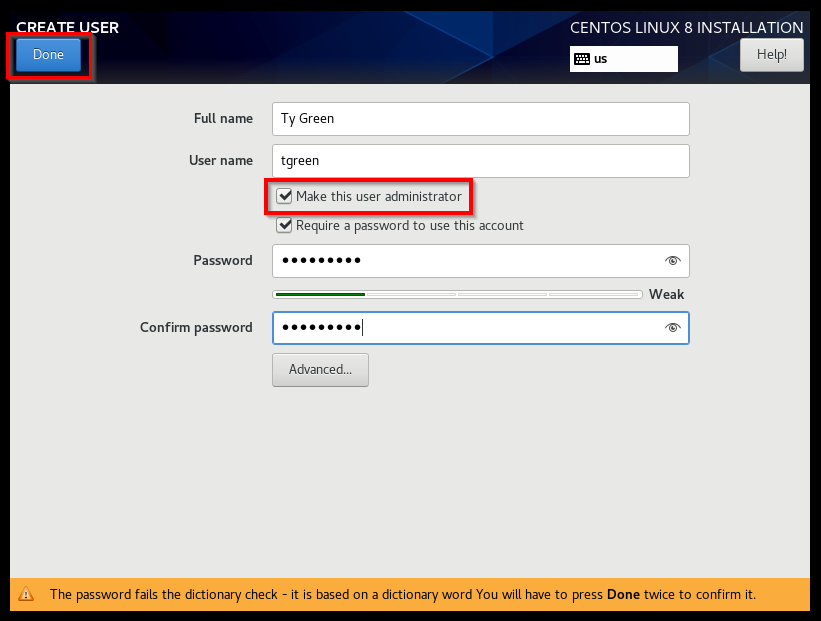 CREATE USER
CENTOS LINUX 8 INSTALLATION
Done
us
Help!
Full name
Ty Green
User name
tgreen
Make this user administrator
Require a password to use this account
Password
●●●●●●●●●
Weak
Confirm password
●●●●●●●●●
Advanced...
The password fails the dictionary check - it is based on a dictionary word You will have to press Done twice to confirm it.